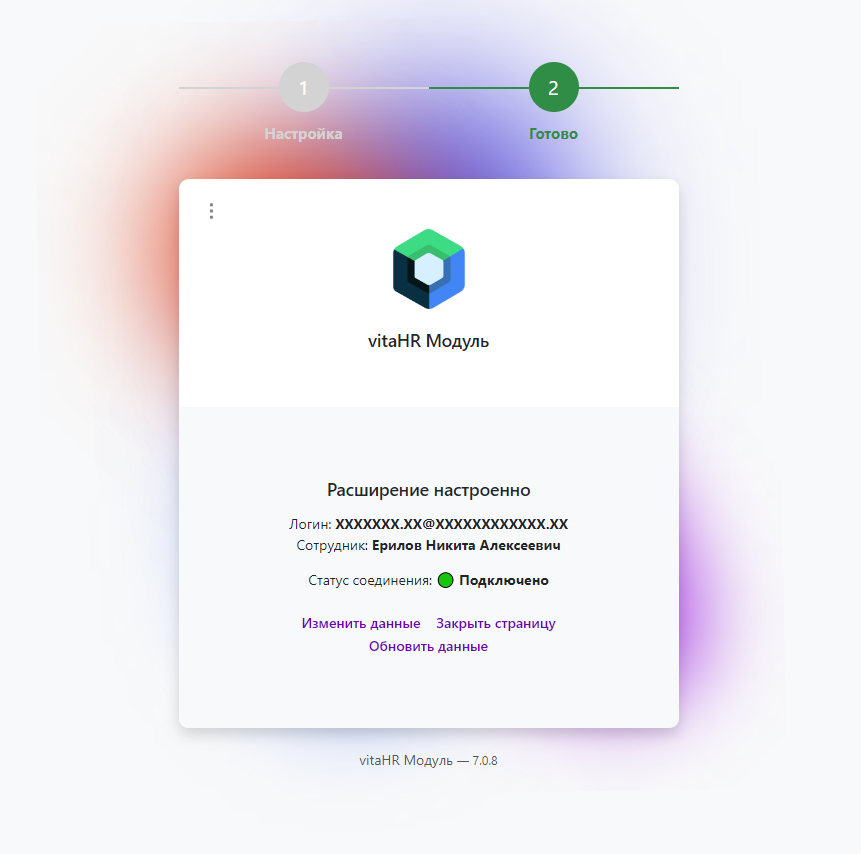 1
2
Настройка
Готово
vitaHR Модуль
Расширение настроенно
Логин: XXXXXXX.XX@XXXXXXXXXXXX.XX
Сотрудник: Ерилов Никита Алексеевич
Статус соединения: Подключено
Изменить данные Закрыть страницу
Обновить данные
vitaHR Модуль — 7.0.8